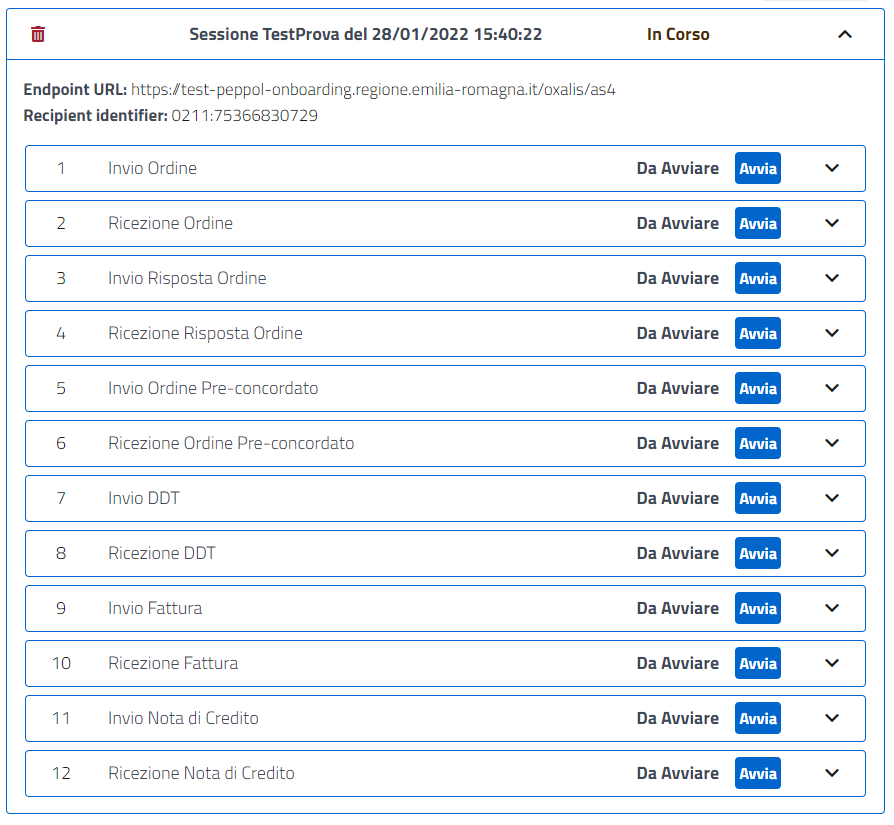 Sessione TestProva del 28/01/2022 15:40:22 In Corso
Endpoint URL: https://test-peppol-onboarding.regione.emilia-romagna.it/oxalis/as4
Recipient identifier: 0211:75366830729
1 Invio Ordine Da Avviare Avvia
2 Ricezione Ordine Da Avviare Avvia
3 Invio Risposta Ordine Da Avviare Avvia
4 Ricezione Risposta Ordine Da Avviare Avvia
5 Invio Ordine Pre-concordato Da Avviare Avvia
6 Ricezione Ordine Pre-concordato Da Avviare Avvia
7 Invio DDT Da Avviare Avvia
8 Ricezione DDT Da Avviare Avvia
9 Invio Fattura Da Avviare Avvia
10 Ricezione Fattura Da Avviare Avvia
11 Invio Nota di Credito Da Avviare Avvia
12 Ricezione Nota di Credito Da Avviare Avvia